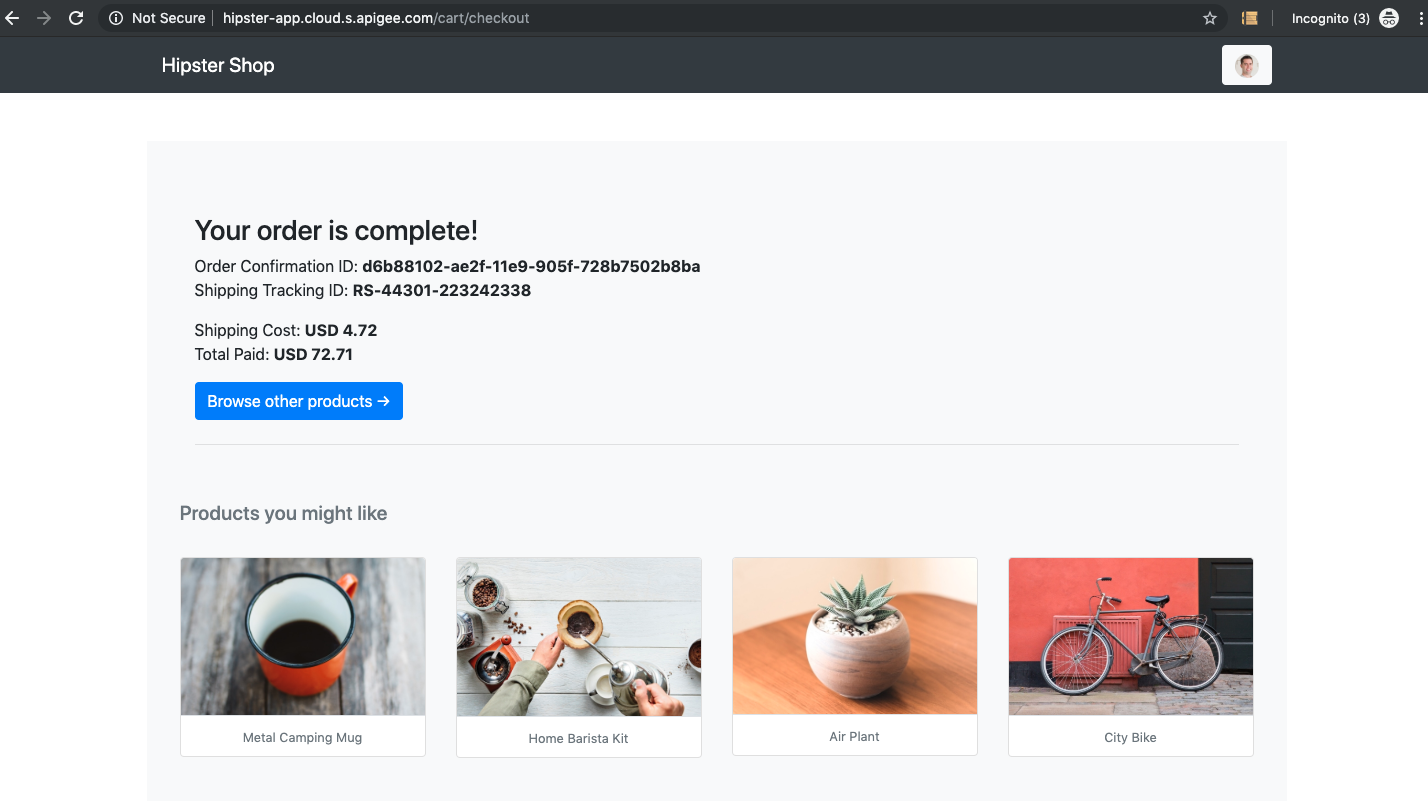 Not Secure hipster-app.cloud.s.apigee.com/cart/checkout Incognito (3)
Hipster Shop
Your order is complete!
Order Confirmation ID: d6b88102-ae2f-11e9-905f-728b7502b8ba
Shipping Tracking ID: RS-44301-223242338
Shipping Cost: USD 4.72
Total Paid: USD 72.71
Browse other products →
Products you might like
Metal Camping Mug
Home Barista Kit
Air Plant
City Bike